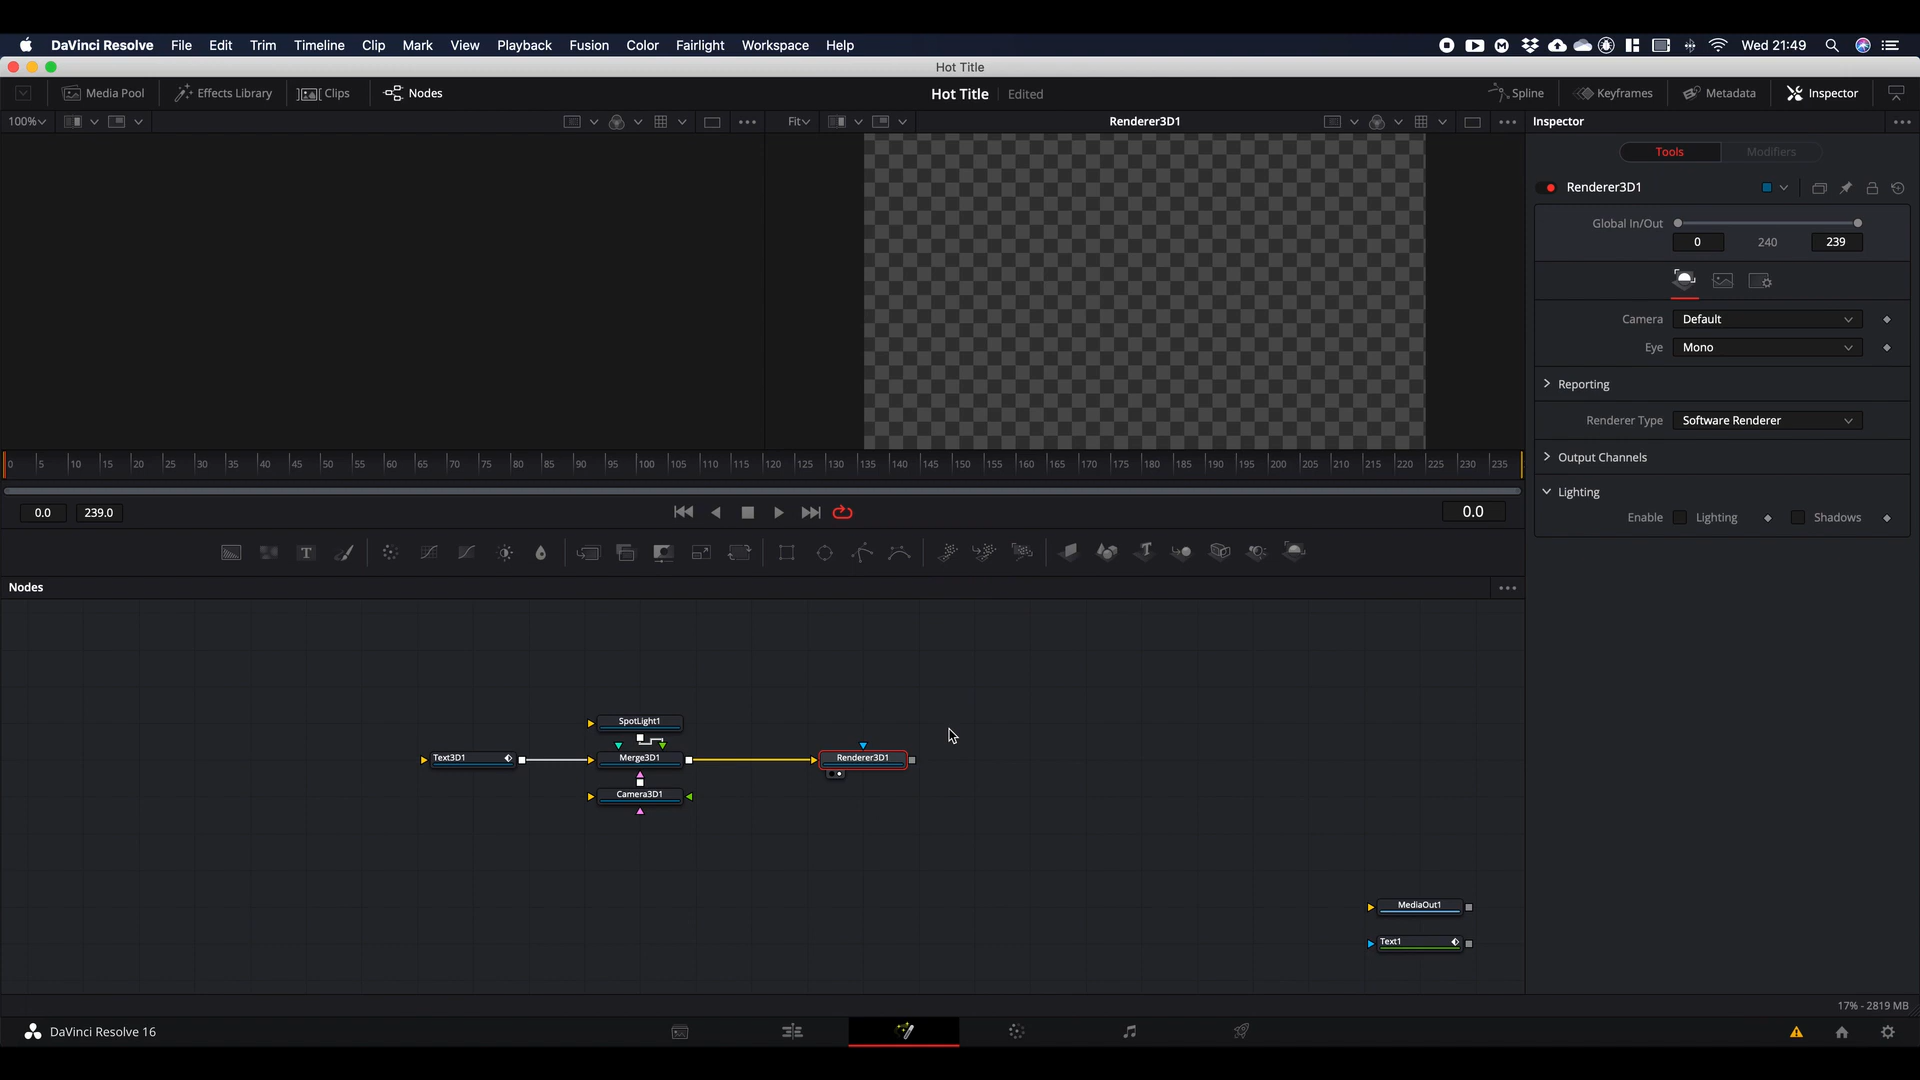 DaVinci Resolve File Edit Trim Timeline Clip Mark View Playback Fusion Color Fairlight Workspace Help Wed 21:49
Hot Title
Media Pool Effects Library Clips Nodes Hot Title Edited Spline Keyframes Metadata Inspector
100% Fit Renderer3D1 Inspector
Tools Modifiers
Renderer3D1
Global In/Out
0 240 239
Camera Default
Eye Mono
Reporting
Renderer Type Software Renderer
Output Channels
0 5 10 15 20 25 30 35 40 45 50 55 60 65 70 75 80 85 90 95 100 105 110 115 120 125 130 135 140 145 150 155 160 165 170 175 180 185 190 195 200 205 210 215 220 225 230 235
Lighting
0.0 239.0 0.0
Enable Lighting Shadows
Nodes
SpotLight1
Text3D1 Merge3D1 Renderer3D1
Camera3D1
MediaOut1
Text1
17% - 2819 MB
DaVinci Resolve 16